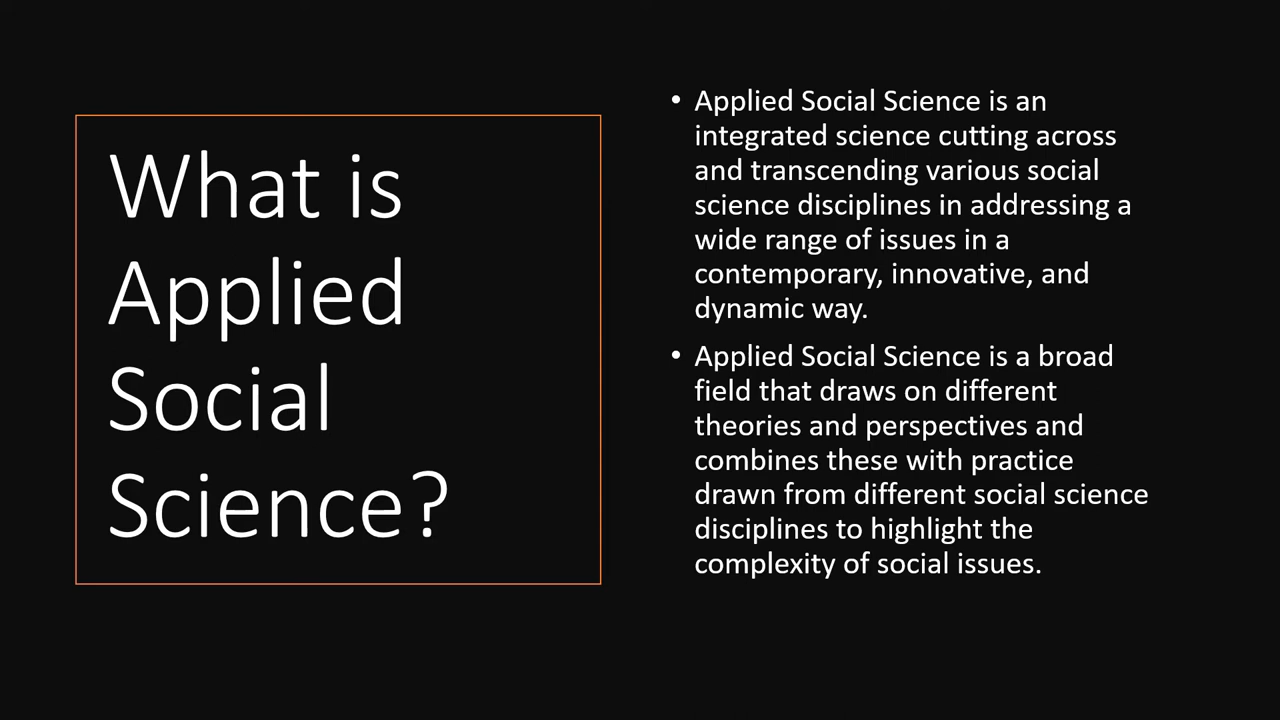 What is
Applied
Social
Science?
• Applied Social Science is an
integrated science cutting across
and transcending various social
science disciplines in addressing a
wide range of issues in a
contemporary, innovative, and
dynamic way.
• Applied Social Science is a broad
field that draws on different
theories and perspectives and
combines these with practice
drawn from different social science
disciplines to highlight the
complexity of social issues.